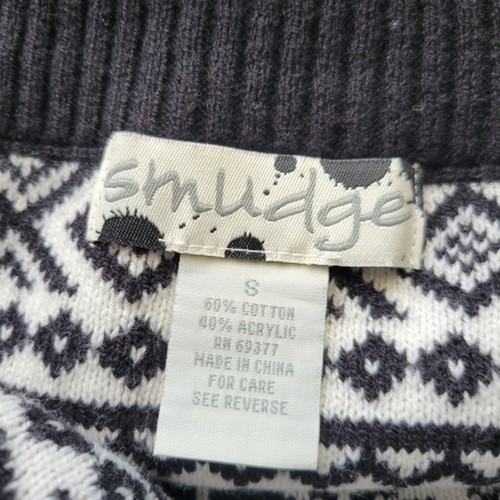 smudge
S
60% COTTON
40% ACRYLIC
RN 69377
MADE IN CHINA
FOR CARE
SEE REVERSE